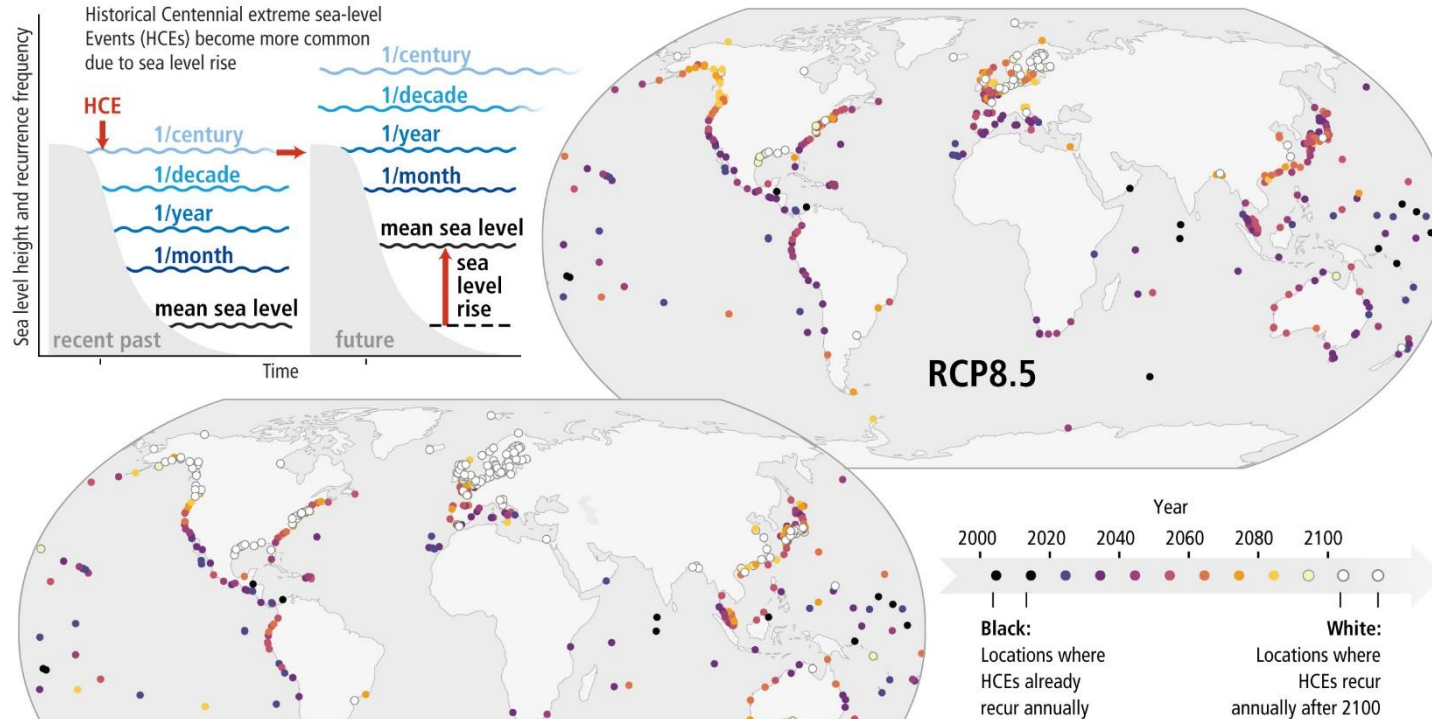 Historical Centennial extreme sea-level
Events (HCEs) become more common
due to sea level rise
Sea level height and recurrence frequency
HCE
1/century
1/decade
1/year
1/month
mean sea level
recent past
1/century
1/decade
1/year
1/month
mean sea level
sea
level
rise
future
Time
RCP8.5
Year
2000 2020 2040 2060 2080 2100
Black:
Locations where
HCEs already
recur annually
White:
Locations where
HCEs recur
annually after 2100